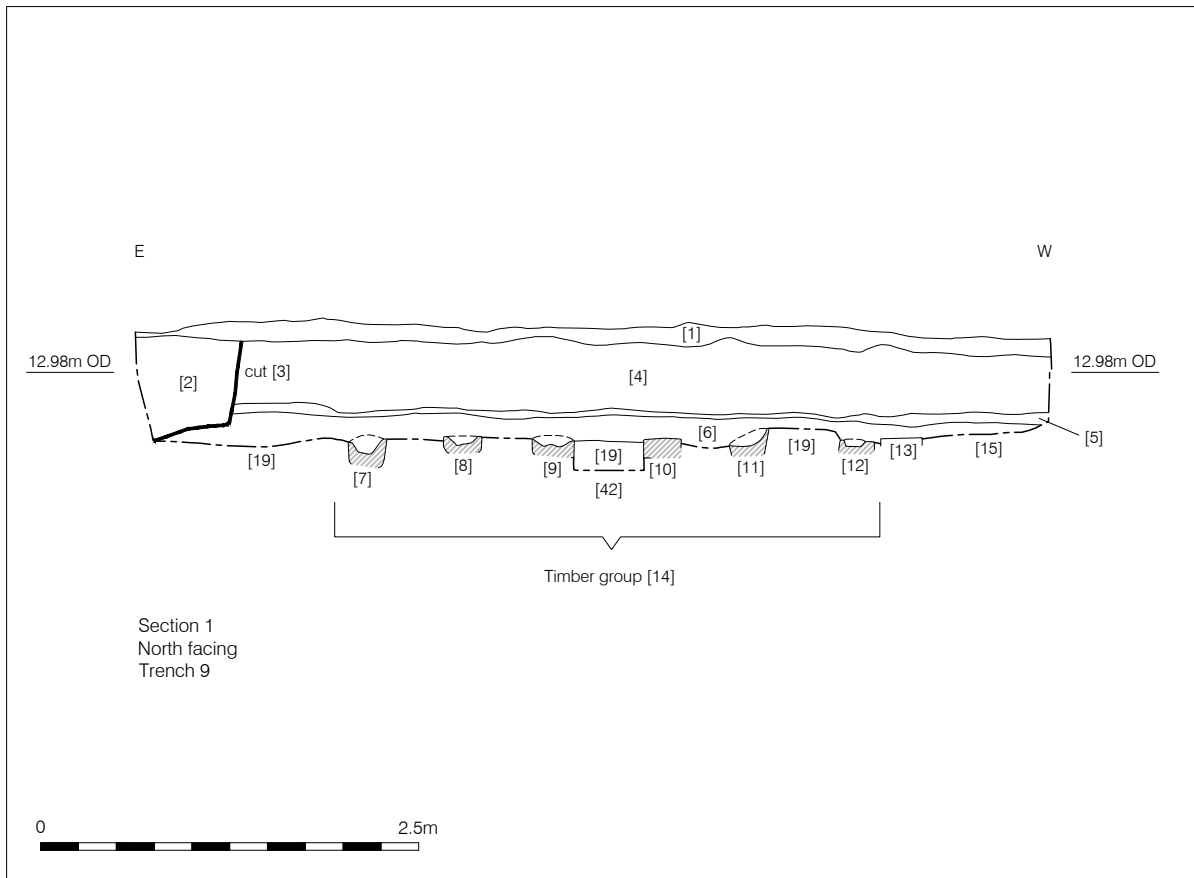 E
W
[1]
12.98m OD
[2]
cut [3]
[4]
12.98m OD
[5]
[6]
[19]
[7]
[8]
[9]
[19]
[10]
[11]
[19]
[12]
[13]
[15]
[42]
Timber group [14]
Section 1
North facing
Trench 9
0
2.5m